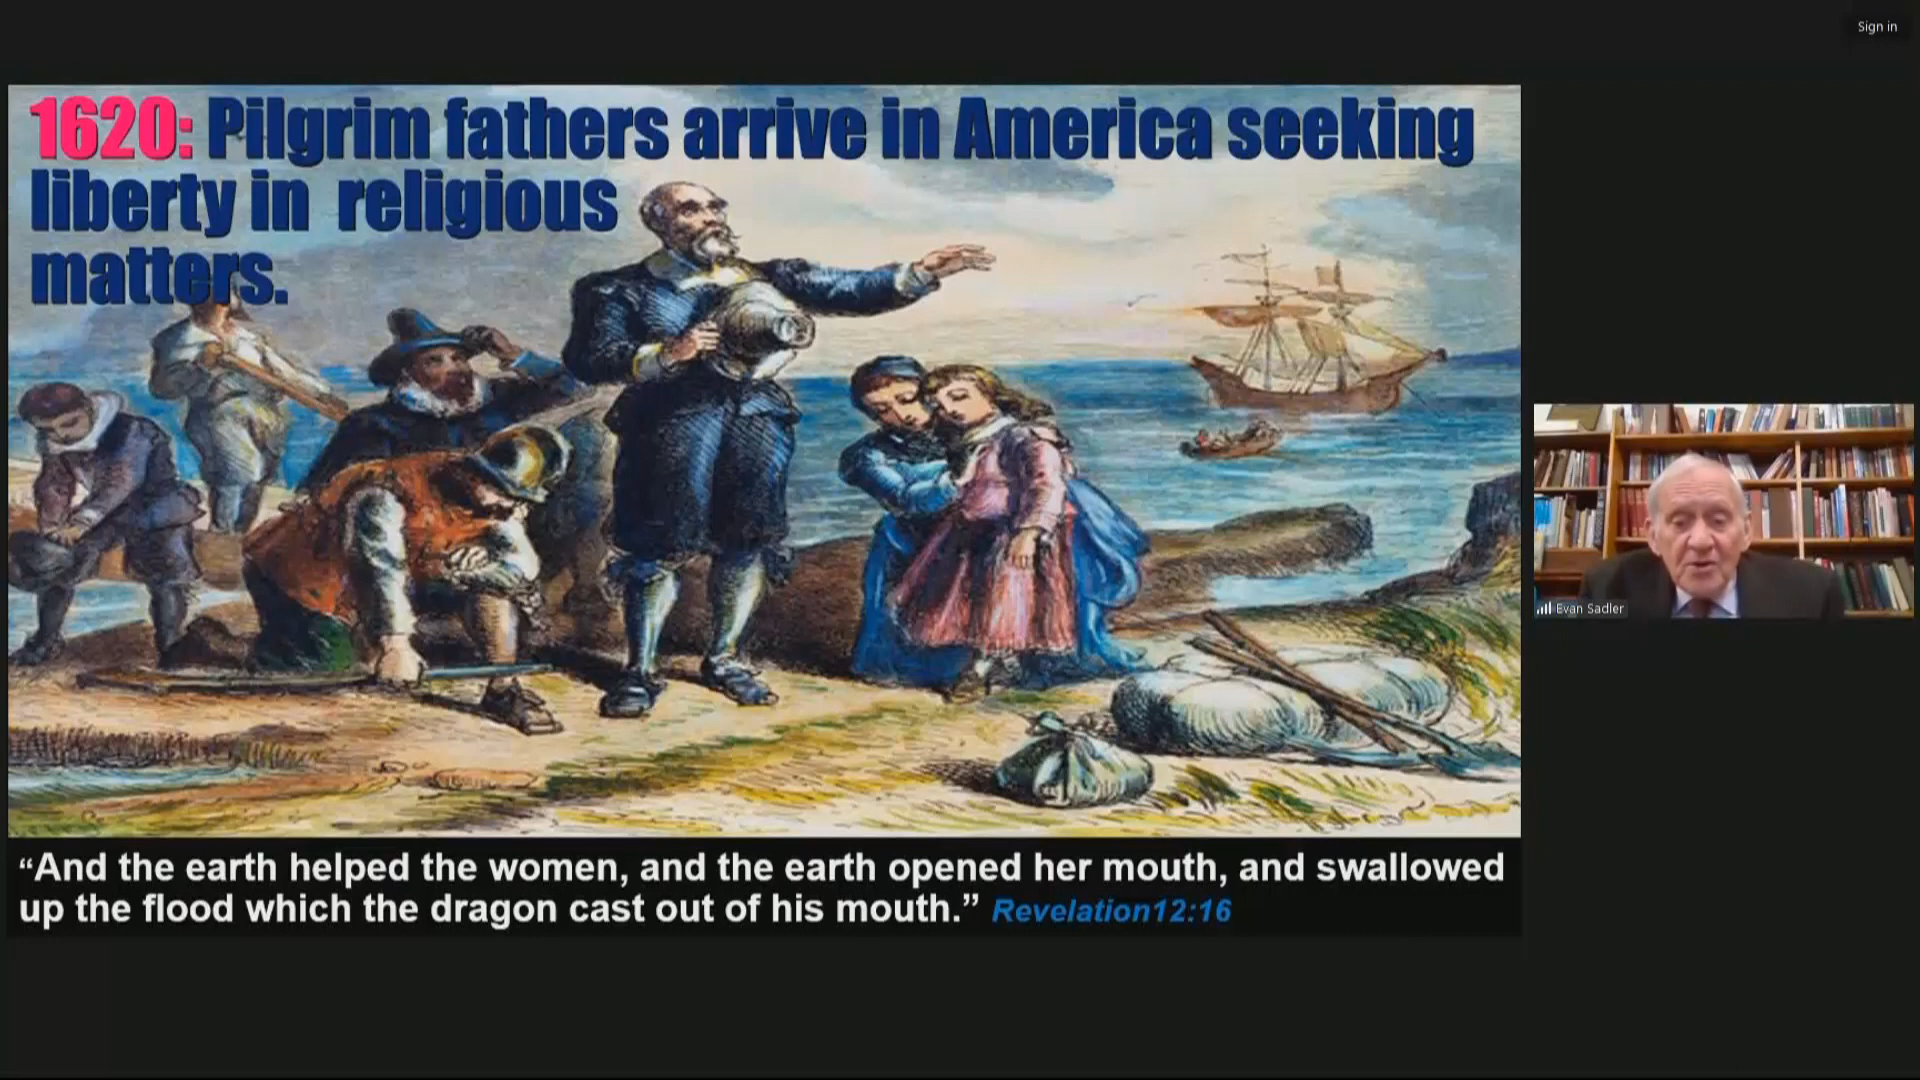 Sign in
1620: Pilgrim fathers arrive in America seeking
liberty in religious
matters.
Evan Sadler
“And the earth helped the women, and the earth opened her mouth, and swallowed
up the flood which the dragon cast out of his mouth.” Revelation12:16